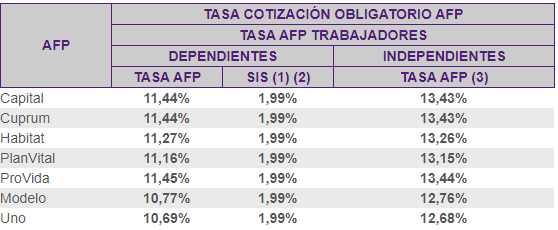 TASA COTIZACIÓN OBLIGATORIO AFP
AFP
TASA AFP TRABAJADORES
DEPENDIENTES INDEPENDIENTES
TASA AFP SIS (1) (2) TASA AFP (3)
Capital 11,44% 1,99% 13,43%
Cuprum 11,44% 1,99% 13,43%
Habitat 11,27% 1,99% 13,26%
PlanVital 11,16% 1,99% 13,15%
ProVida 11,45% 1,99% 13,44%
Modelo 10,77% 1,99% 12,76%
Uno 10,69% 1,99% 12,68%